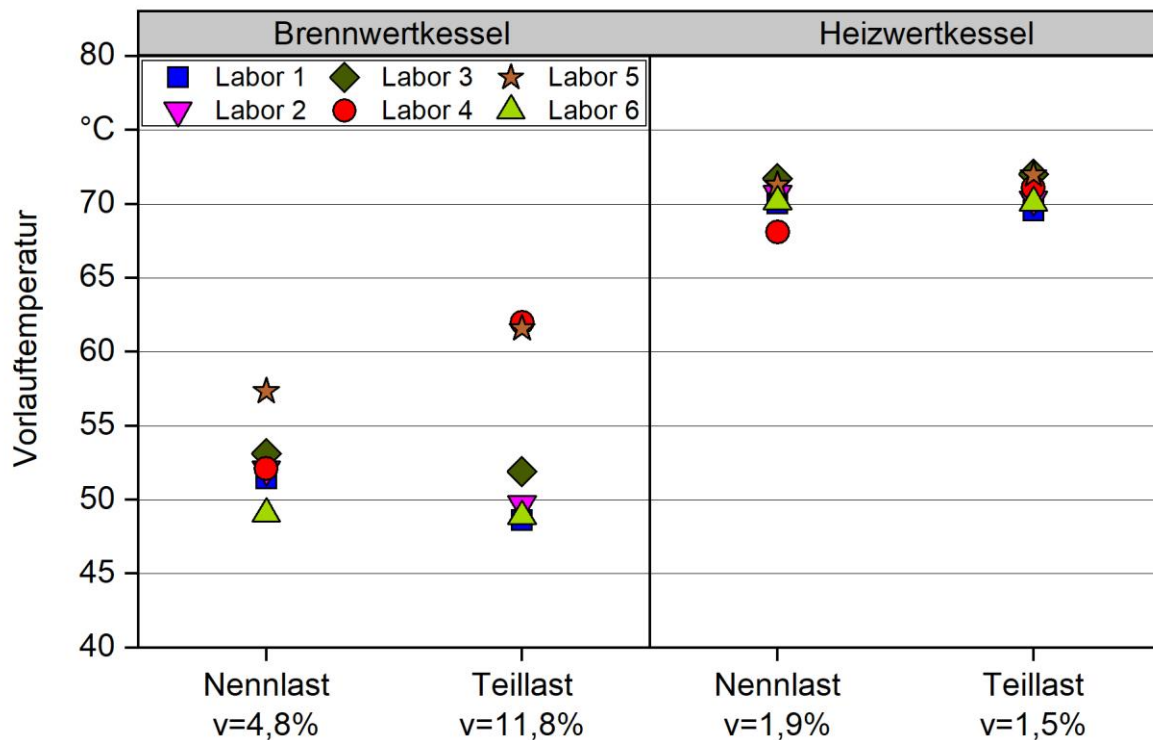 Brennwertkessel Heizwertkessel
Labor 1 Labor 3 Labor 5
Labor 2 Labor 4 Labor 6
Vorlauftemperatur
80
°C
70
65
60
55
50
45
40
Nennlast Teillast Nennlast Teillast
v=4,8% v=11,8% v=1,9% v=1,5%